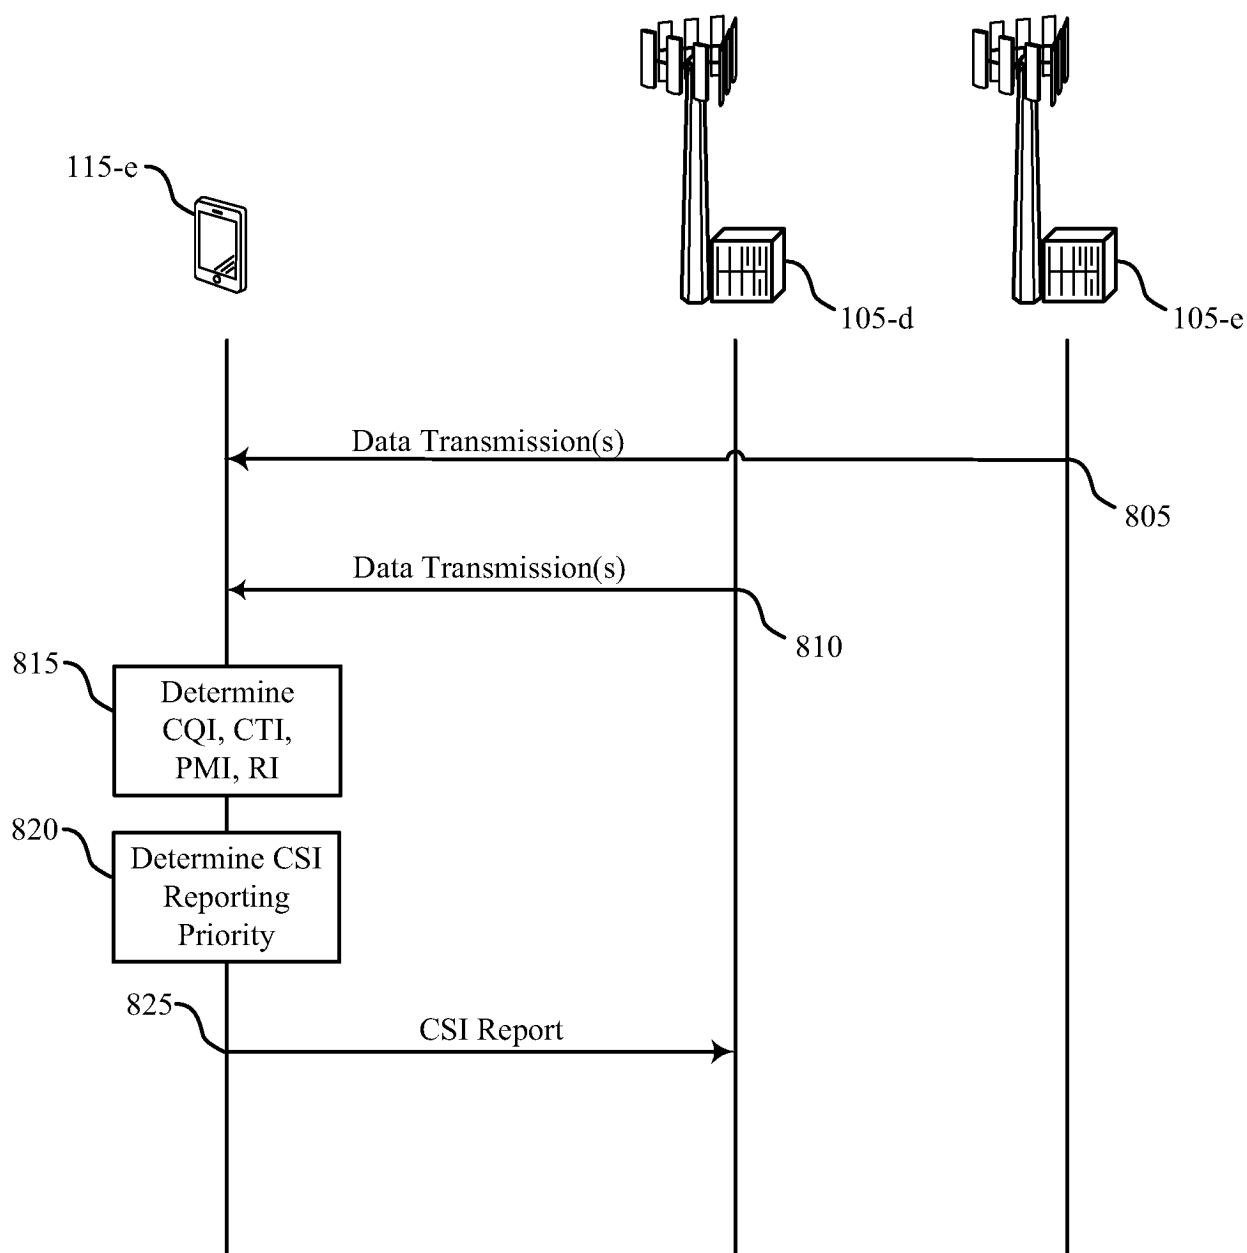 115-e
105-d
105-e
Data Transmission(s)
805
Data Transmission(s)
810
815
Determine
CQI, CTI,
PMI, RI
820
Determine CSI
Reporting
Priority
825
CSI Report